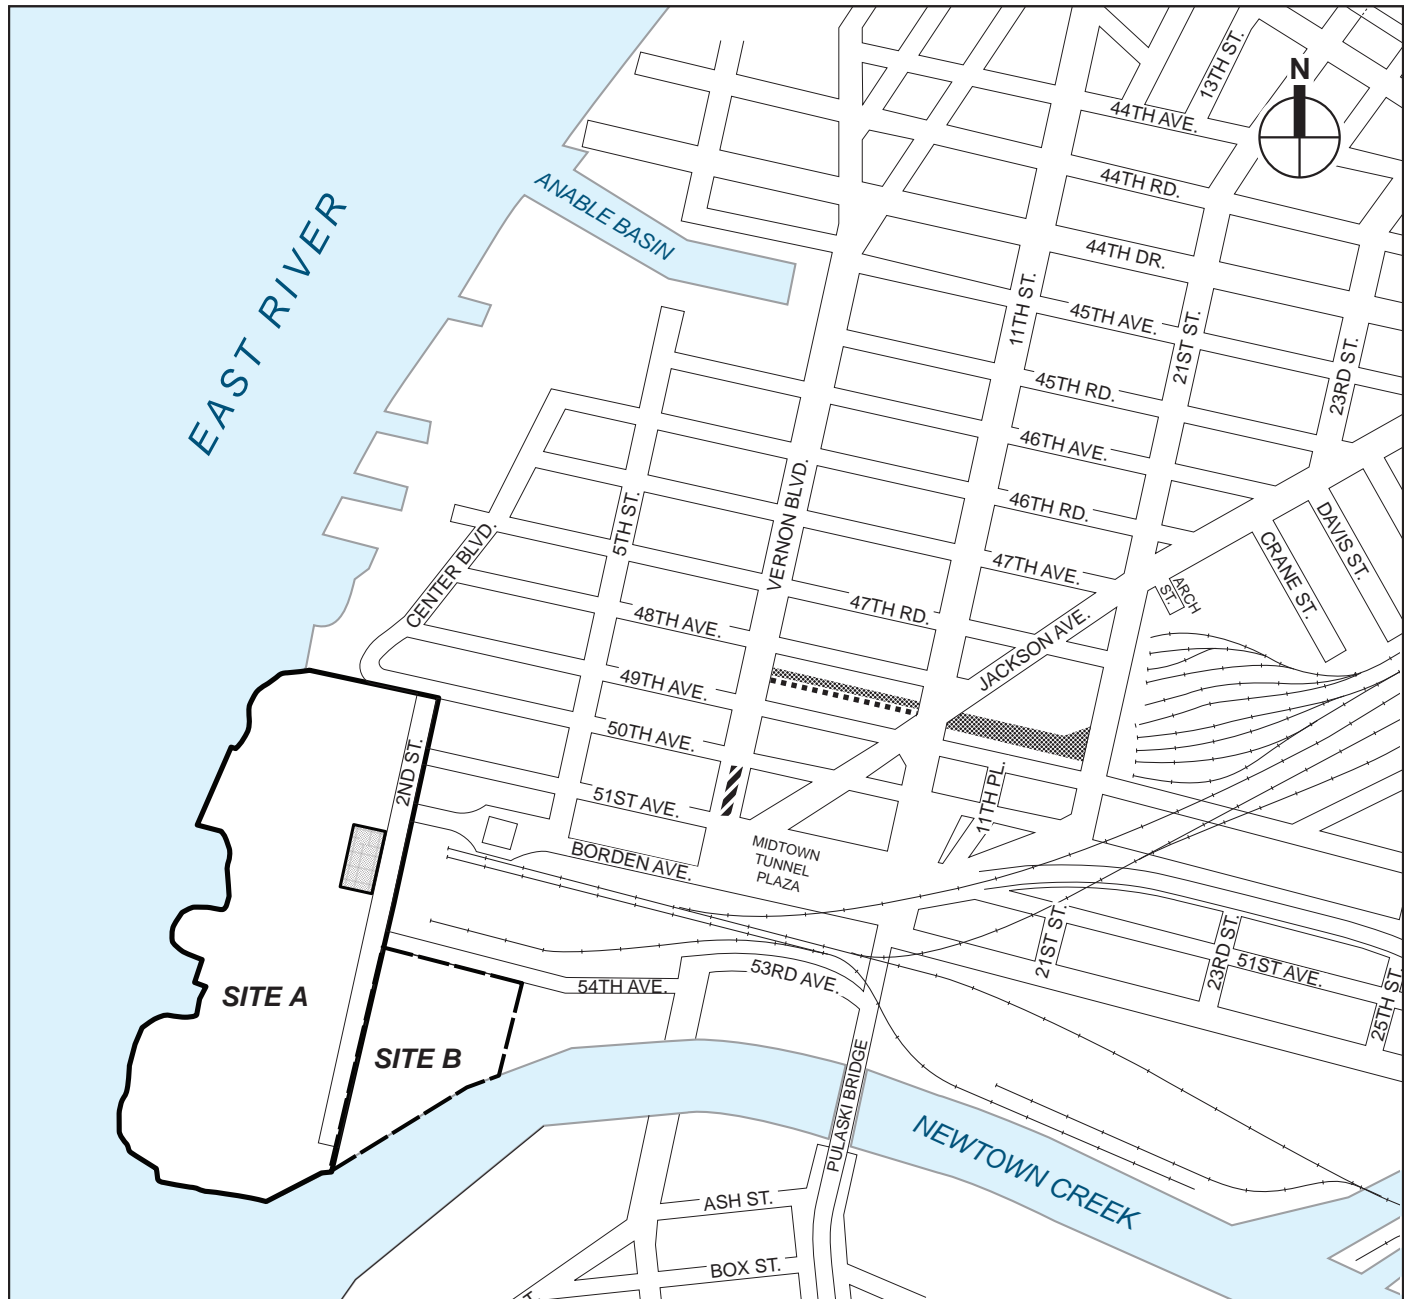 N
13TH ST.
44TH AVE.
44TH RD.
ANABLE BASIN
EAST RIVER
44TH DR.
11TH ST.
45TH AVE.
21ST ST.
23RD ST.
45TH RD.
46TH AVE.
VERNON BLVD.
5TH ST.
46TH RD.
DAVIS ST.
CRANE ST.
CENTER BLVD.
47TH AVE.
ARCH
ST.
47TH RD.
48TH AVE.
JACKSON AVE.
49TH AVE.
50TH AVE.
2ND ST.
51ST AVE.
11TH PL.
MIDTOWN
TUNNEL
PLAZA
BORDEN AVE.
21ST ST.
23RD ST.
51ST AVE.
25TH ST.
53RD AVE.
54TH AVE.
SITE A
SITE B
PULASKI BRIDGE
NEWTOWN CREEK
ASH ST.
BOX ST.